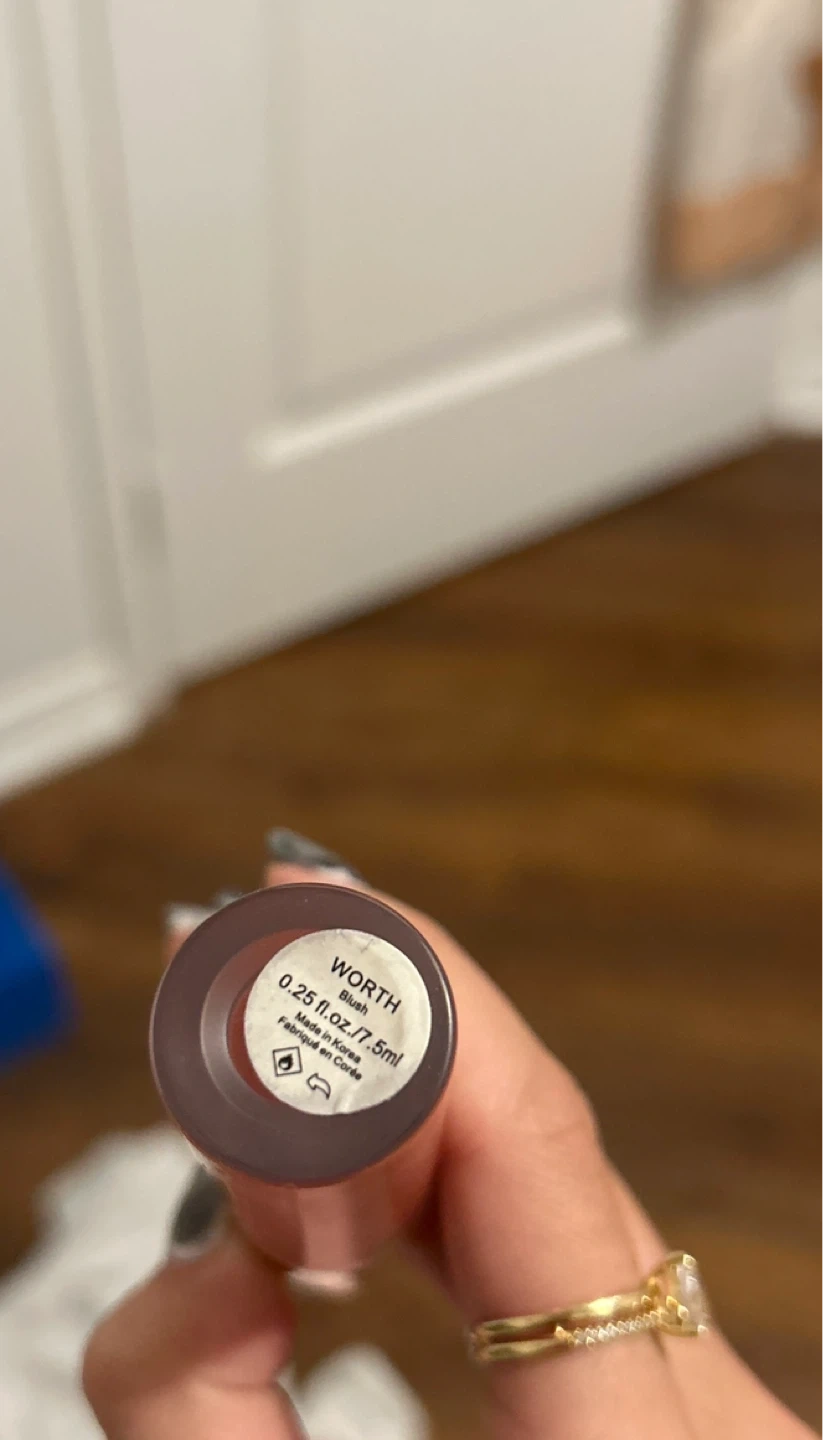 WORTH
Blush
0.25 fl.oz./7.5ml
Made in Korea
Fabriqué en Corée